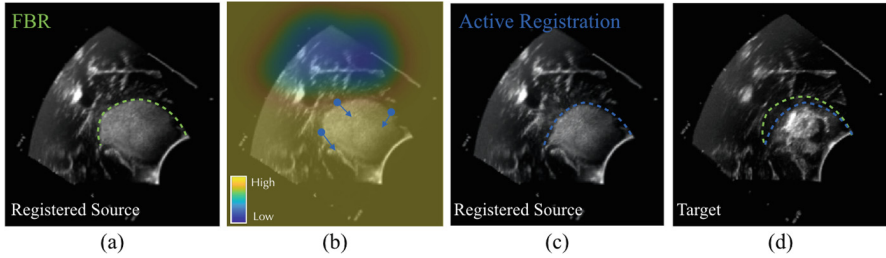 FBR
Active Registration
High
Low
Registered Source
Registered Source
Target
(a)
(b)
(c)
(d)